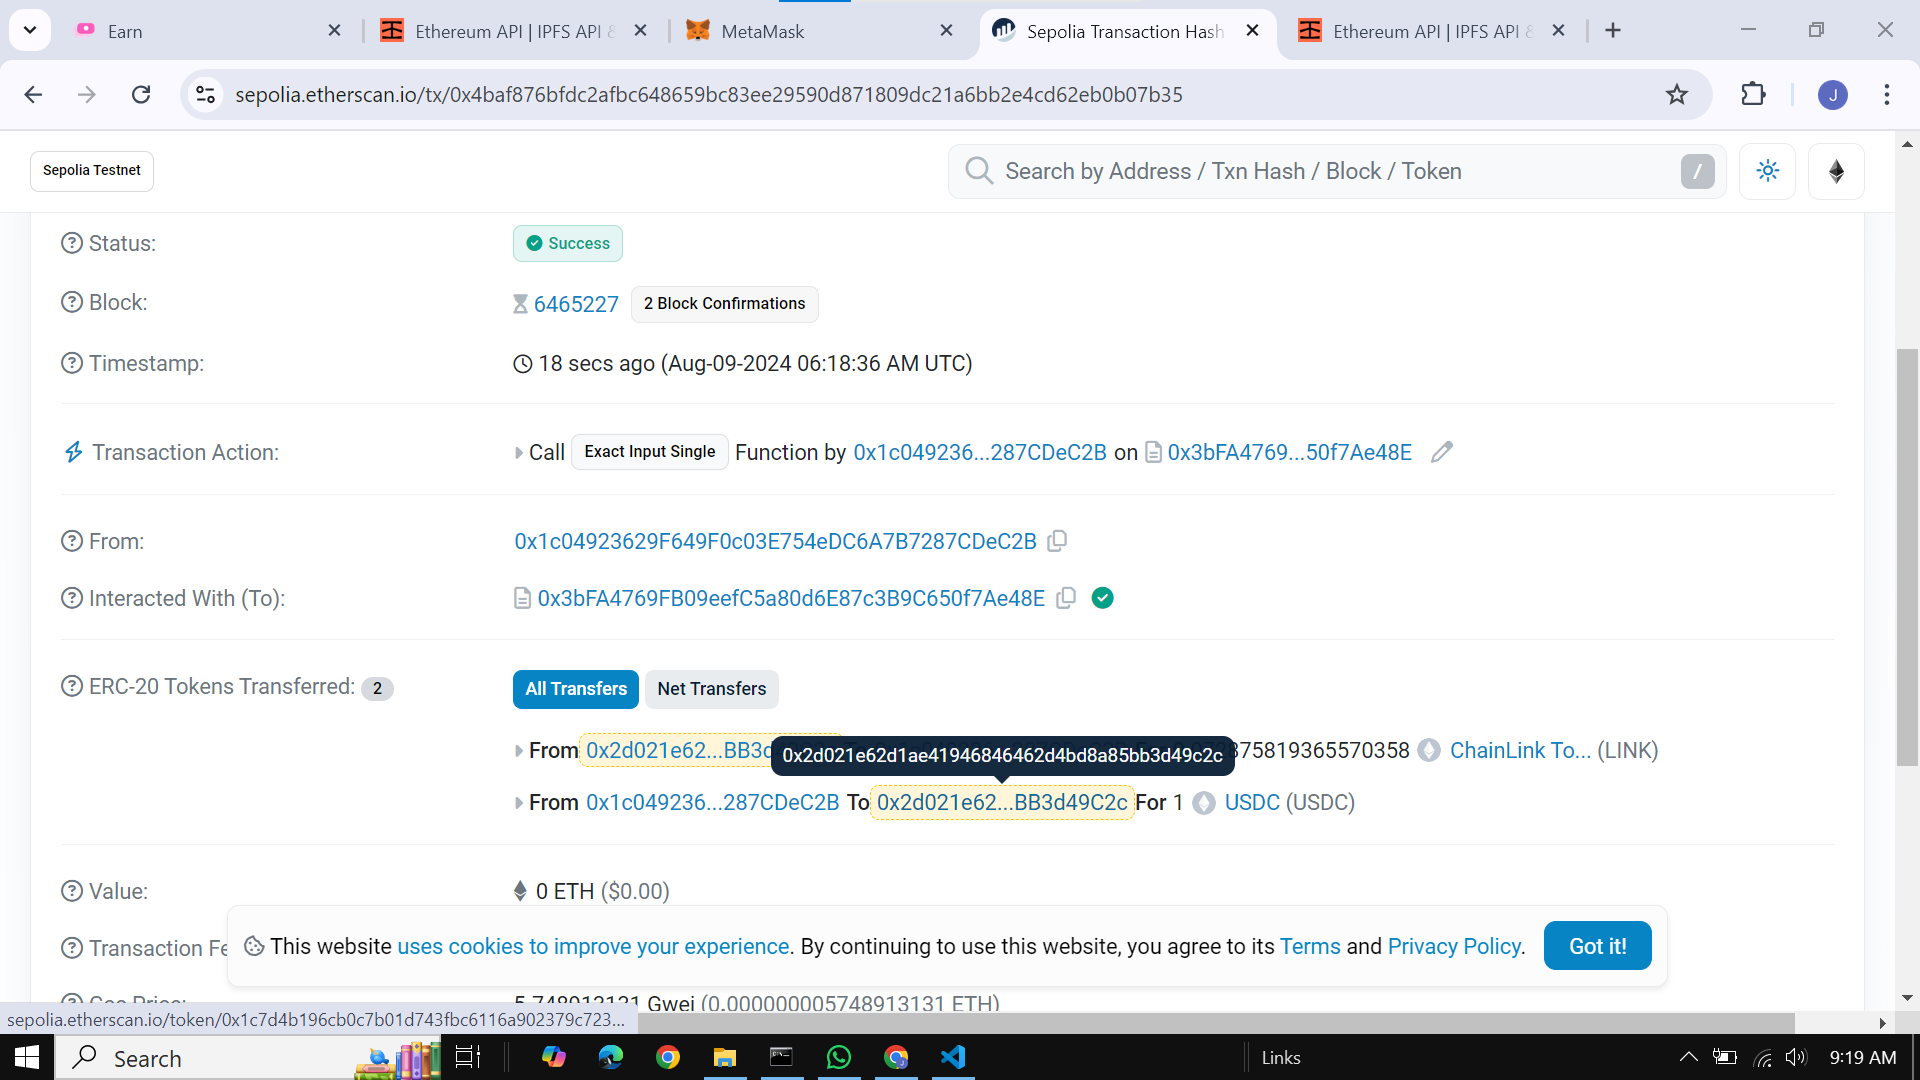 Earn
Ethereum API | IPFS API &
MetaMask
Sepolia Transaction Hash
Ethereum API | IPFS API &
sepolia.etherscan.io/tx/0x4baf876bfdc2afbc648659bc83ee29590d871809dc21a6bb2e4cd62eb0b07b35
J
Sepolia Testnet
Search by Address / Txn Hash / Block / Token
/
Status:
Success
Block:
6465227
2 Block Confirmations
Timestamp:
18 secs ago (Aug-09-2024 06:18:36 AM UTC)
Transaction Action:
Call Exact Input Single Function by 0x1c049236...287CDeC2B on 0x3bFA4769...50f7Ae48E
From:
0x1c04923629F649F0c03E754eDC6A7B7287CDeC2B
Interacted With (To):
0x3bFA4769FB09eefC5a80d6E87c3B9C650f7Ae48E
ERC-20 Tokens Transferred: 2
All Transfers
Net Transfers
From 0x2d021e62...BB3d
875819365570358 ChainLink To... (LINK)
0x2d021e62d1ae41946846462d4bd8a85bb3d49c2c
From 0x1c049236...287CDeC2B To 0x2d021e62...BB3d49C2c For 1 USDC (USDC)
Value:
0 ETH ($0.00)
Transaction Fe
This website uses cookies to improve your experience. By continuing to use this website, you agree to its Terms and Privacy Policy.
Got it!
Gas Price:
5.748913131 Gwei (0.000000005748913131 ETH)
sepolia.etherscan.io/token/0x1c7d4b196cb0c7b01d743fbc6116a902379c723...
Search
Links
9:19 AM